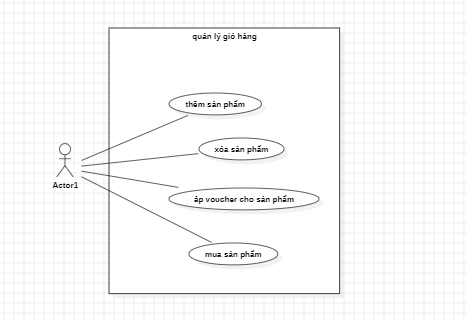 quản lý giỏ hàng
thêm sản phẩm
xóa sản phẩm
Actor1
áp voucher cho sản phẩm
mua sản phẩm